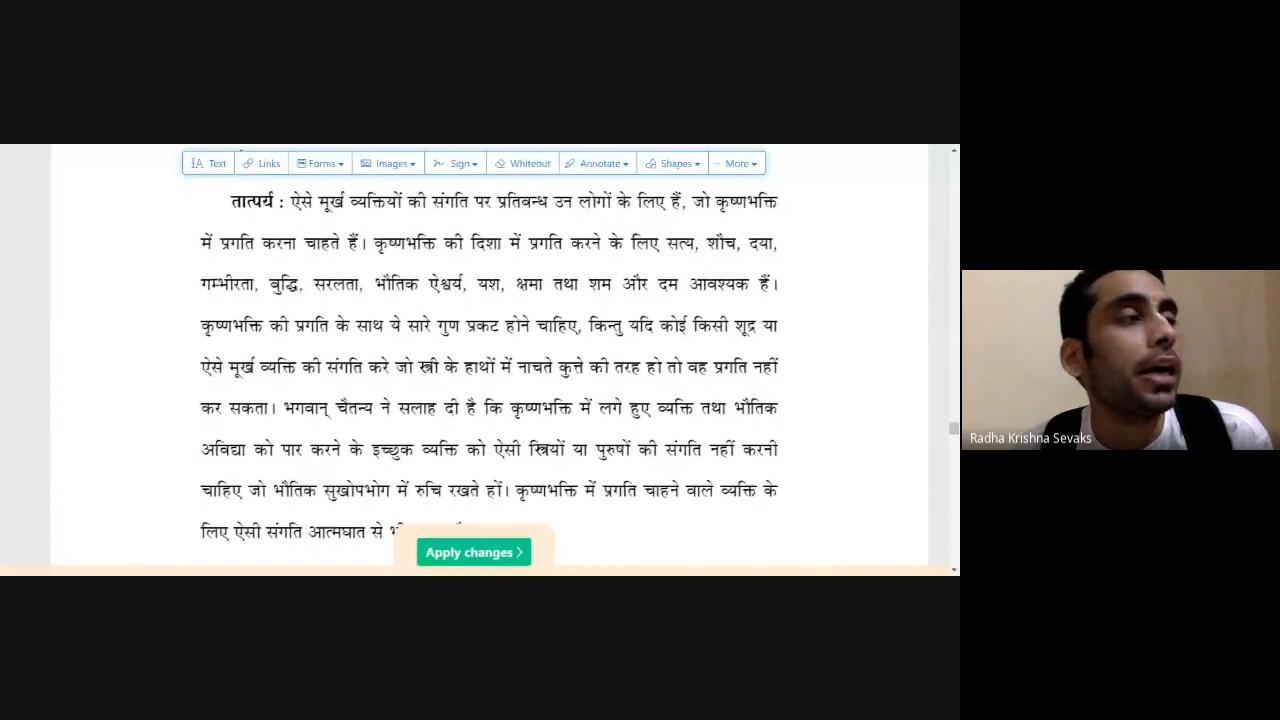 Text Links Forms Images Sign Whiteout Annotate Shapes More
तात्पर्य : ऐसे मूर्ख व्यक्तियों की संगति पर प्रतिबन्ध उन लोगों के लिए हैं, जो कृष्णभक्ति
में प्रगति करना चाहते हैं। कृष्णभक्ति की दिशा में प्रगति करने के लिए सत्य, शौच, दया,
गम्भीरता, बुद्धि, सरलता, भौतिक ऐश्वर्य, यश, क्षमा तथा शम और दम आवश्यक हैं।
कृष्णभक्ति की प्रगति के साथ ये सारे गुण प्रकट होने चाहिए, किन्तु यदि कोई किसी शूद्र या
ऐसे मूर्ख व्यक्ति की संगति करे जो स्त्री के हाथों में नाचते कुत्ते की तरह हो तो वह प्रगति नहीं
कर सकता। भगवान् चैतन्य ने सलाह दी है कि कृष्णभक्ति में लगे हुए व्यक्ति तथा भौतिक
अविद्या को पार करने के इच्छुक व्यक्ति को ऐसी स्त्रियों या पुरुषों की संगति नहीं करनी
चाहिए जो भौतिक सुखोपभोग में रुचि रखते हों। कृष्णभक्ति में प्रगति चाहने वाले व्यक्ति के
लिए ऐसी संगति आत्मघात से
Apply changes
Radha Krishna Sevaks